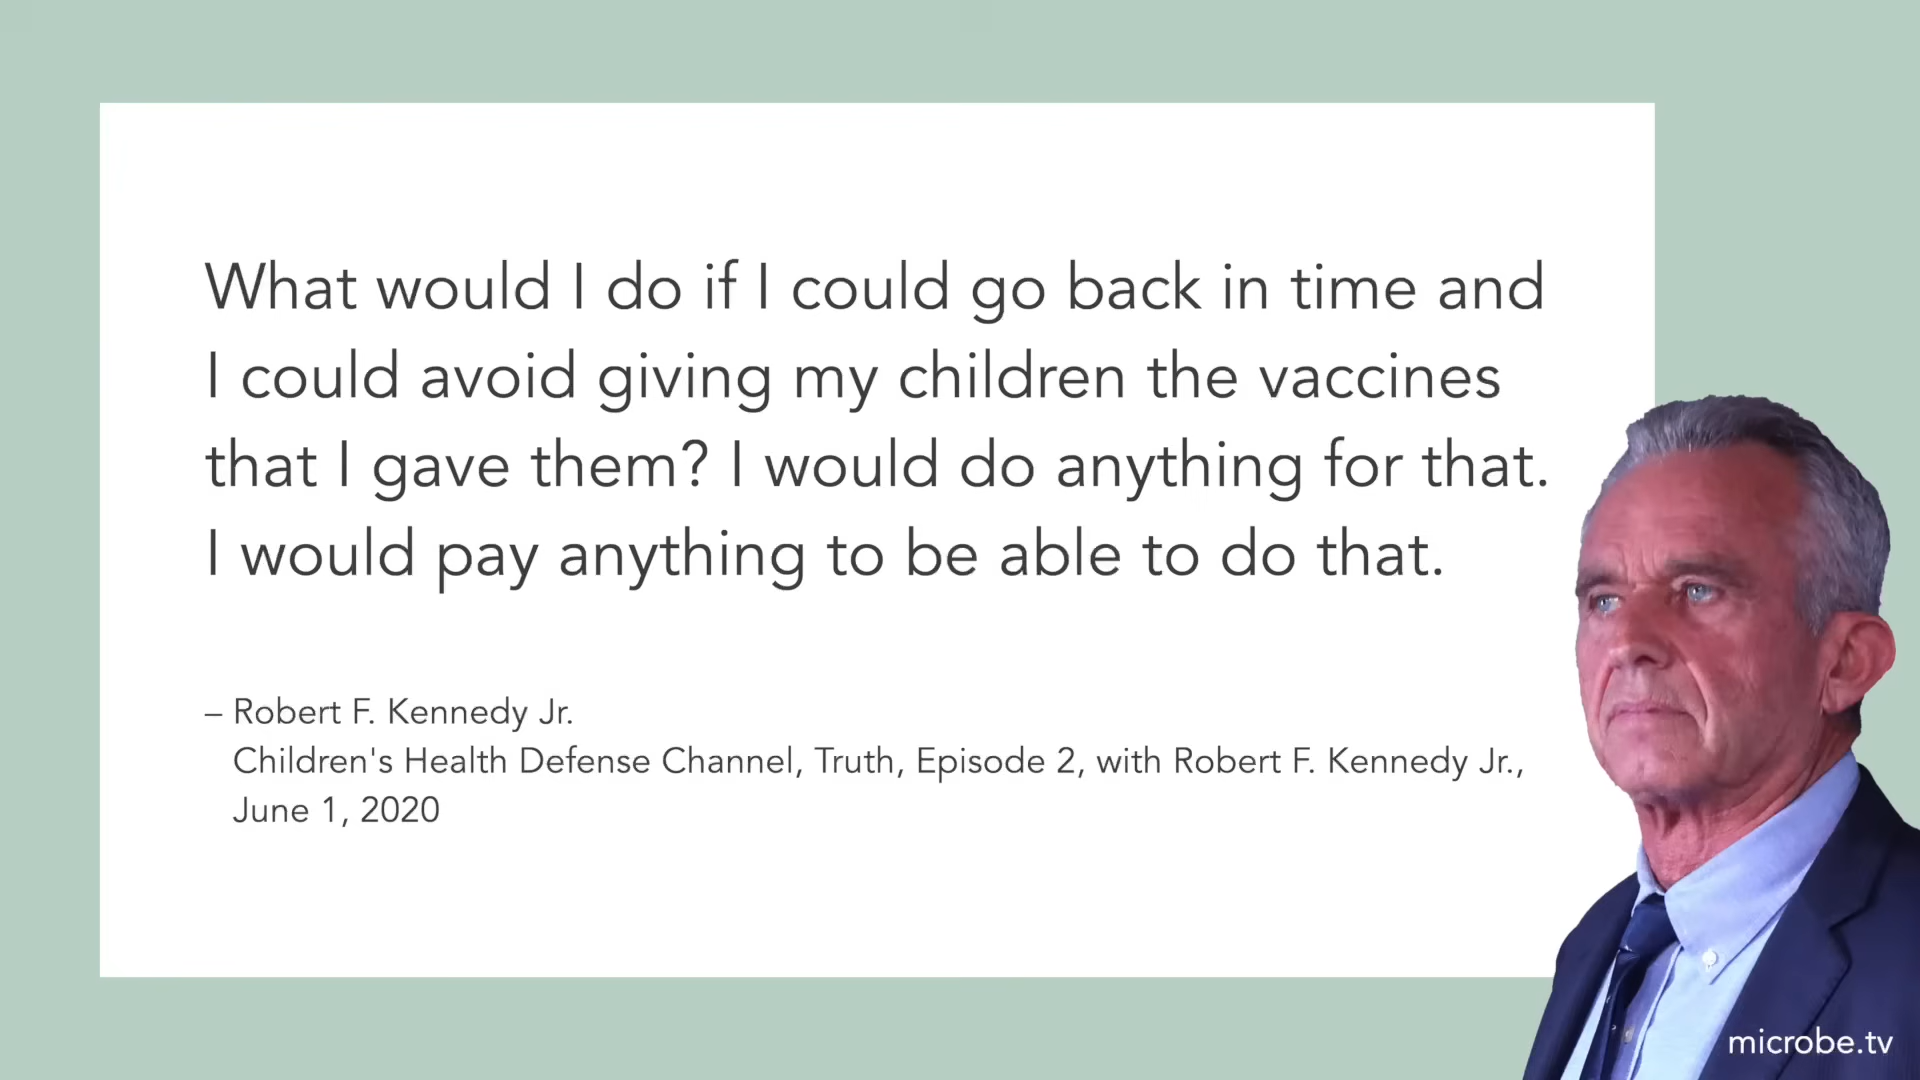 What would I do if I could go back in time and
I could avoid giving my children the vaccines
that I gave them? I would do anything for that.
I would pay anything to be able to do that.
– Robert F. Kennedy Jr.
Children's Health Defense Channel, Truth, Episode 2, with Robert F. Kennedy Jr.,
June 1, 2020
microbe.tv